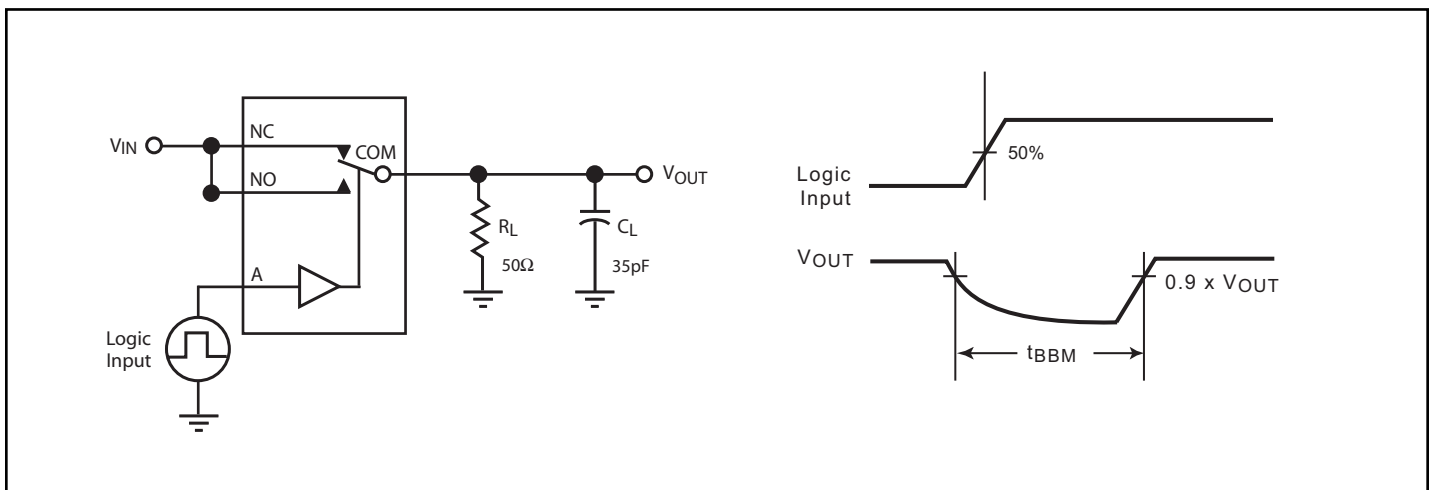 NC
VIN
COM
NO
VOUT
RL
CL
50Ω
35pF
A
Logic
Input
50%
Logic
Input
VOUT
0.9 x VOUT
tBBM